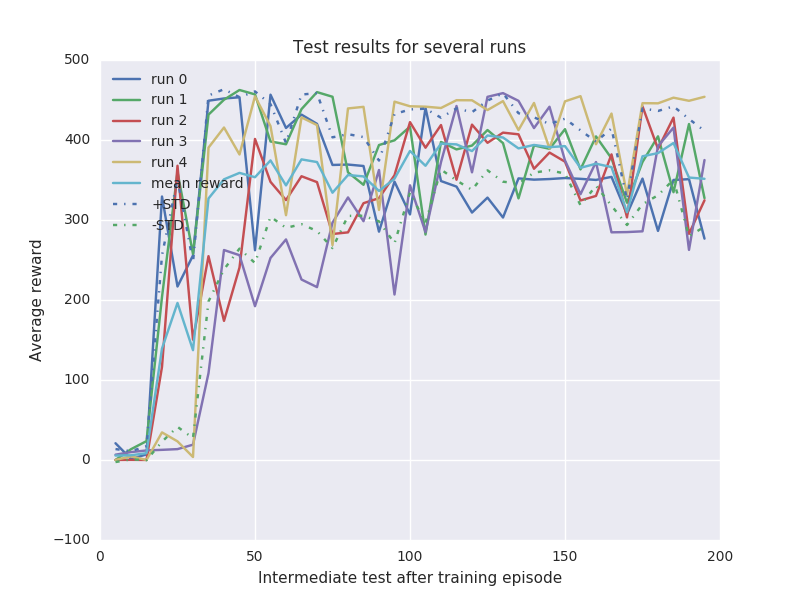 Test results for several runs
500
400
300
200
100
0
−100
Average reward
run 0
run 1
run 2
run 3
run 4
mean reward
+STD
-STD
0
50
100
150
200
Intermediate test after training episode